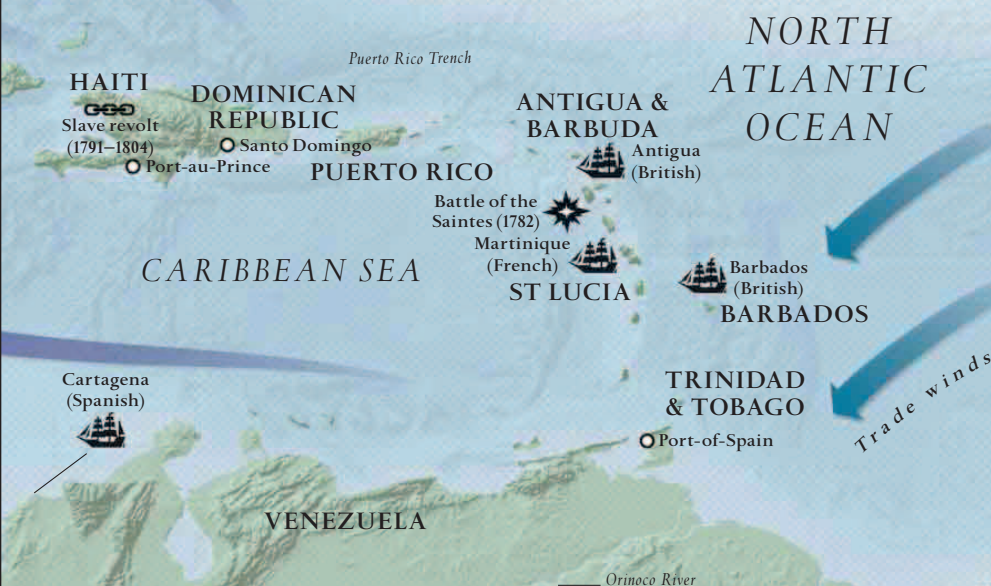 NORTH
ATLANTIC
OCEAN
Puerto Rico Trench
HAITI
Slave revolt
(1791–1804)
Port-au-Prince
DOMINICAN
REPUBLIC
Santo Domingo
PUERTO RICO
ANTIGUA &
BARBUDA
Antigua
(British)
Battle of the
Saintes (1782)
Martinique
(French)
ST LUCIA
Barbados
(British)
BARBADOS
CARIBBEAN SEA
Cartagena
(Spanish)
TRINIDAD
& TOBAGO
Port-of-Spain
Trade winds
VENEZUELA
Orinoco River